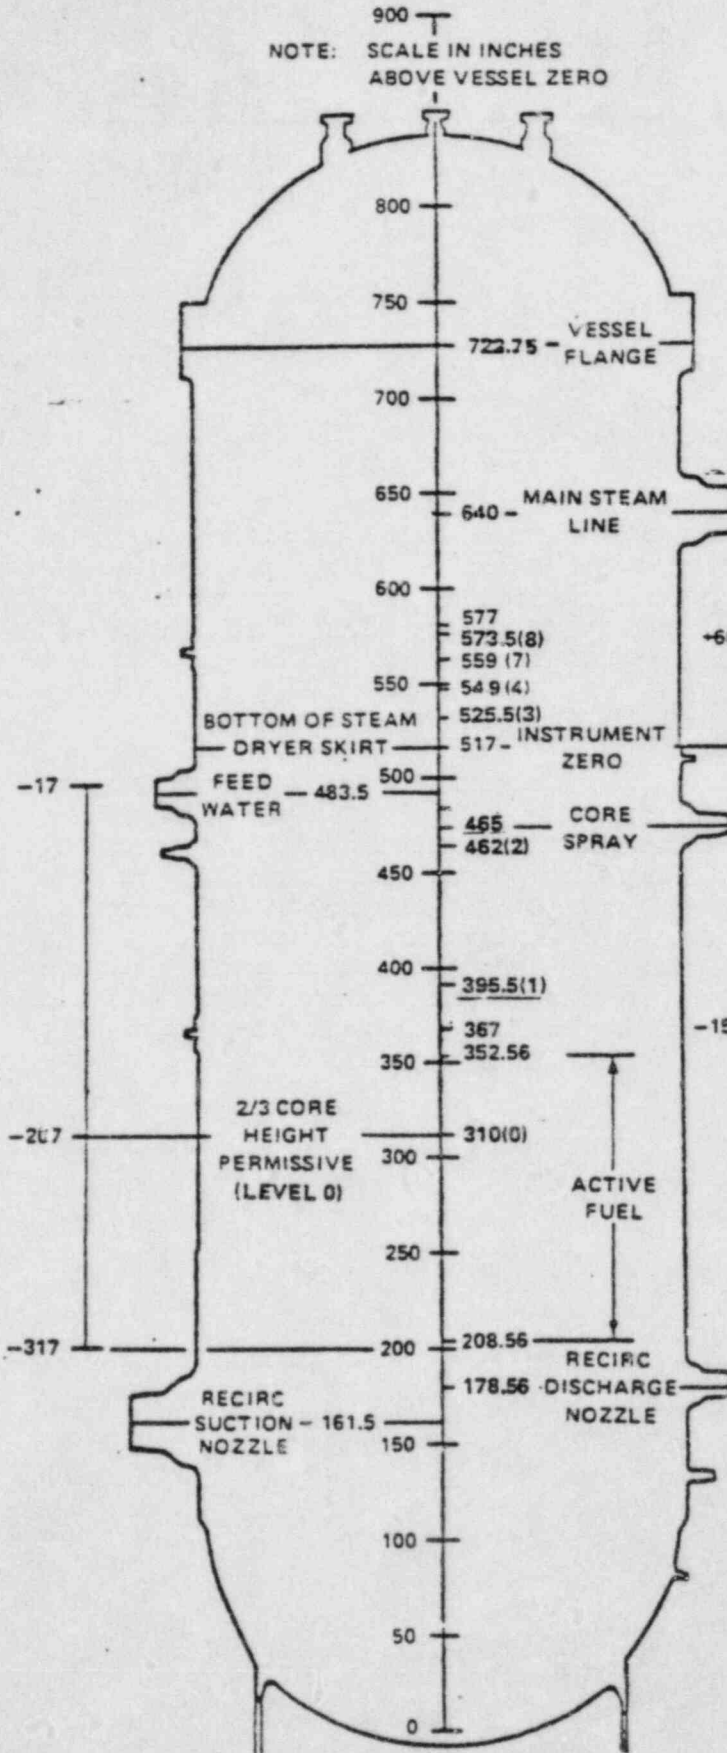 900
NOTE: SCALE IN INCHES
ABOVE VESSEL ZERO
800
750
723.75 - VESSEL
FLANGE
700
650
640 - MAIN STEAM
LINE
600
577
573.5(8)
+6
559 (7)
550
549(4)
525.5(3)
BOTTOM OF STEAM
DRYER SKIRT
517 - INSTRUMENT
ZERO
500
-17
FEED
WATER - 483.5
465
CORE
SPRAY
462(2)
450
400
395.5(1)
367
-15
352.56
350
2/3 CORE
HEIGHT
PERMISSIVE
(LEVEL 0)
310(0)
300
ACTIVE
FUEL
250
-317
200
208.56
RECIRC
178.56 - DISCHARGE
NOZZLE
RECIRC
SUCTION - 161.5
NOZZLE
150
100
50
0